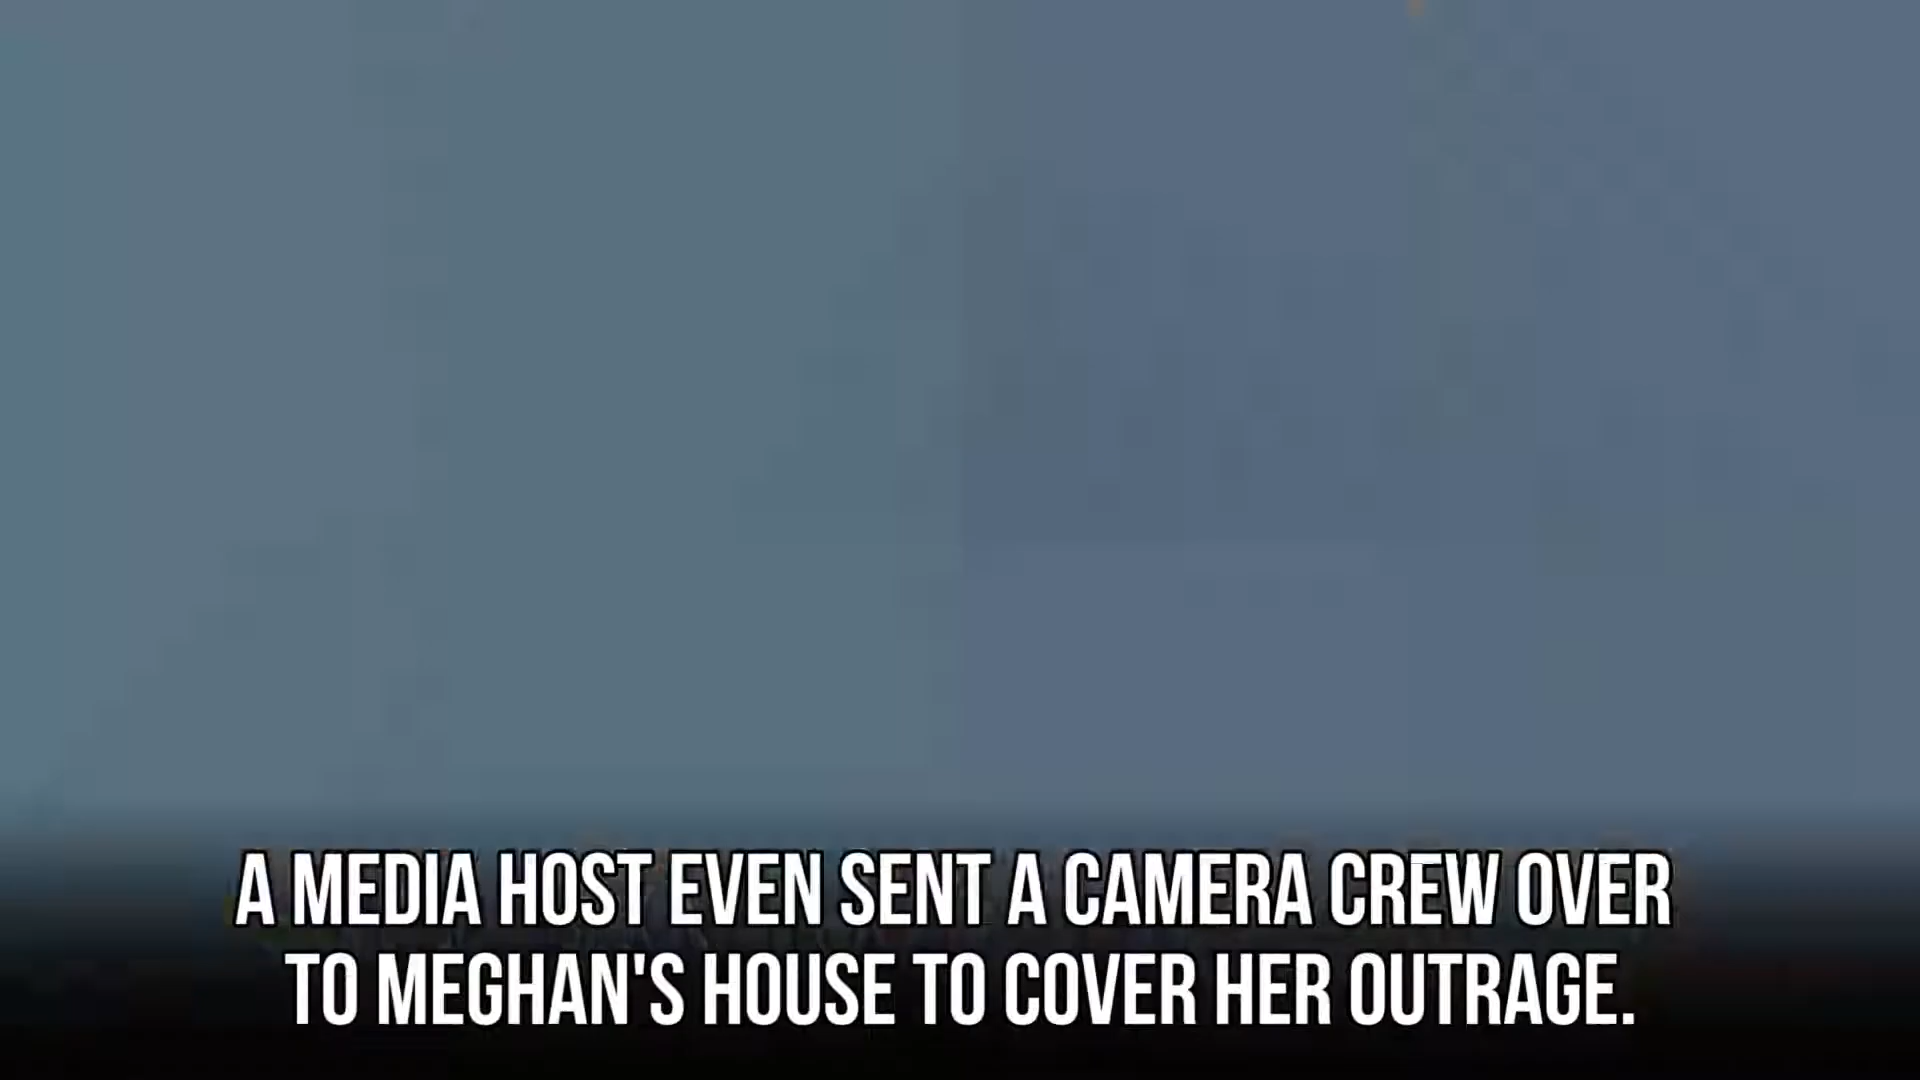 A MEDIA HOST EVEN SENT A CAMERA CREW OVER
TO MEGHAN'S HOUSE TO COVER HER OUTRAGE.